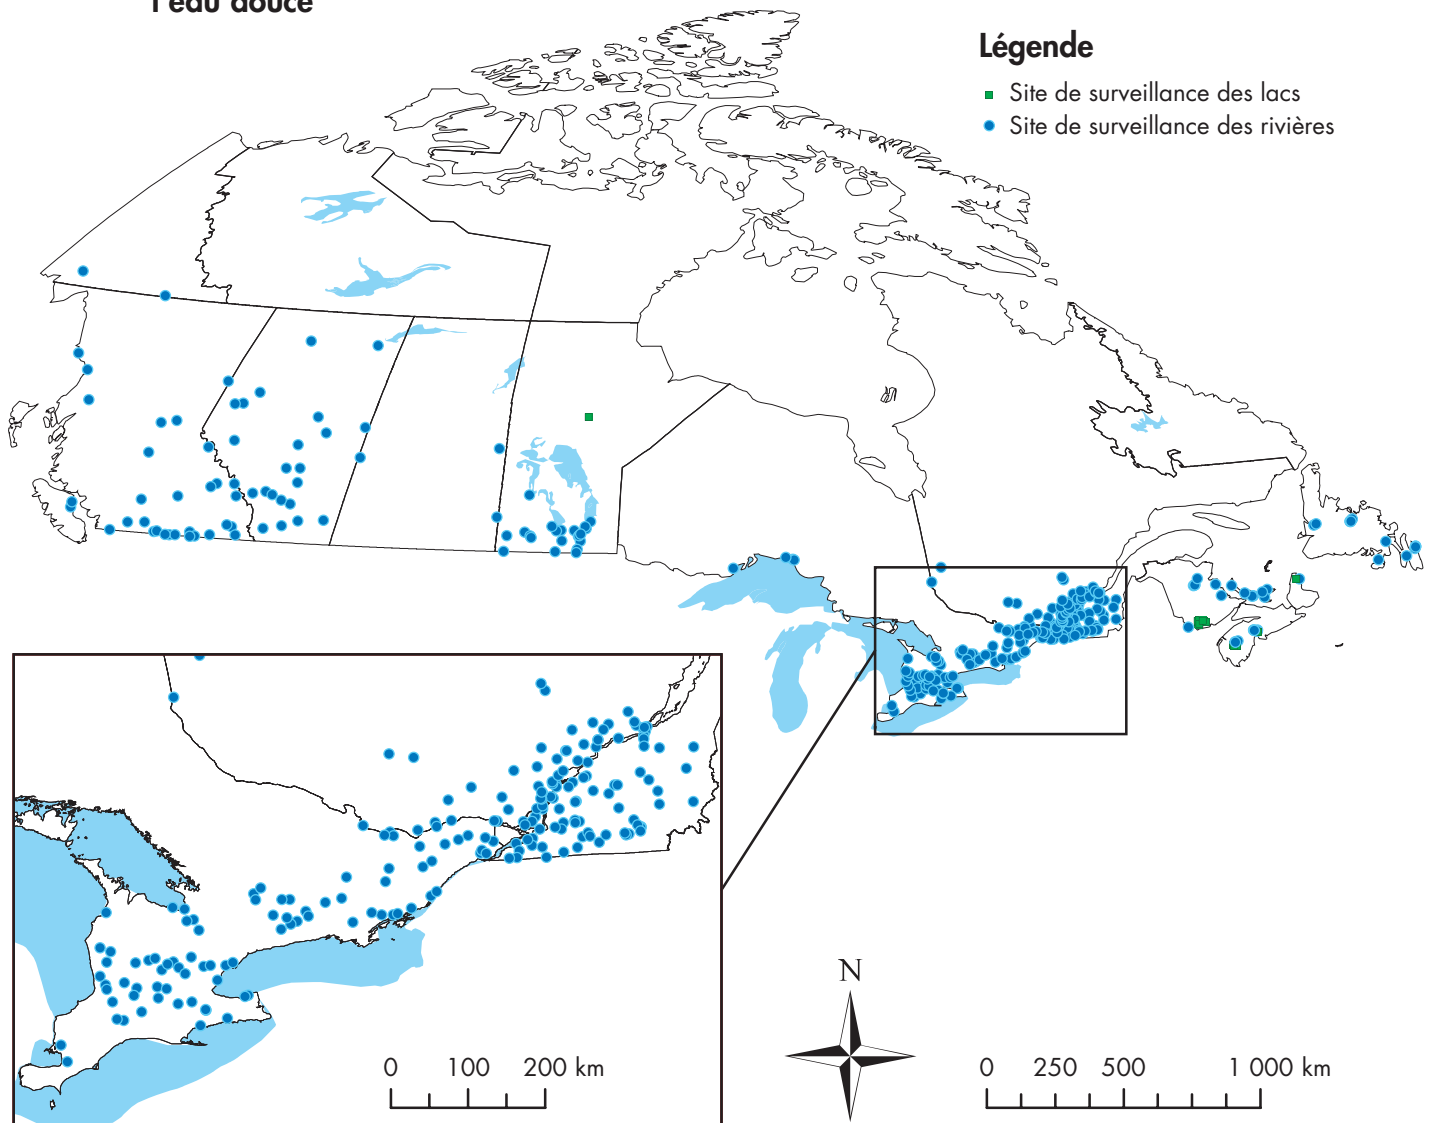 l'eau douce
Légende
Site de surveillance des lacs
Site de surveillance des rivières
N
0 100 200 km
0 250 500 1 000 km